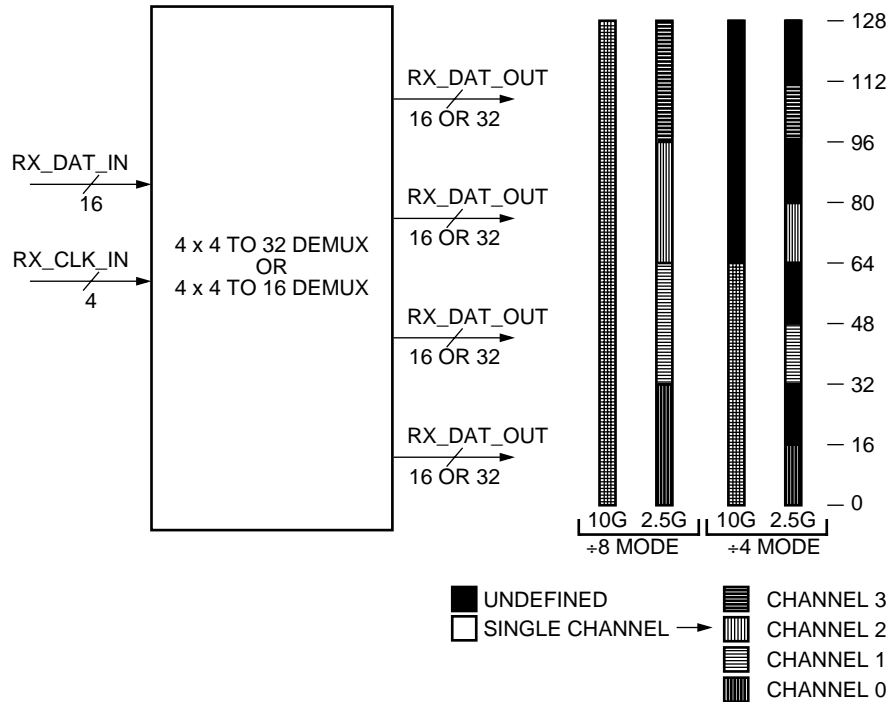 RX_DAT_IN
16
RX_CLK_IN
4
4 x 4 TO 32 DEMUX
OR
4 x 4 TO 16 DEMUX
RX_DAT_OUT
16 OR 32
RX_DAT_OUT
16 OR 32
RX_DAT_OUT
16 OR 32
RX_DAT_OUT
16 OR 32
128
112
96
80
64
48
32
16
0
10G 2.5G 10G 2.5G
÷8 MODE ÷4 MODE
UNDEFINED
SINGLE CHANNEL
CHANNEL 3
CHANNEL 2
CHANNEL 1
CHANNEL 0